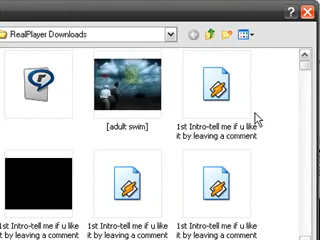 RealPlayer Downloads
[adult swim]
1st Intro-tell me if u like
it by leaving a comment
1st Intro-tell me if u like
it by leaving a comment
1st Intro-tell me if u like
it by leaving a comment
1st Intro-tell me if u like
it by leaving a comment